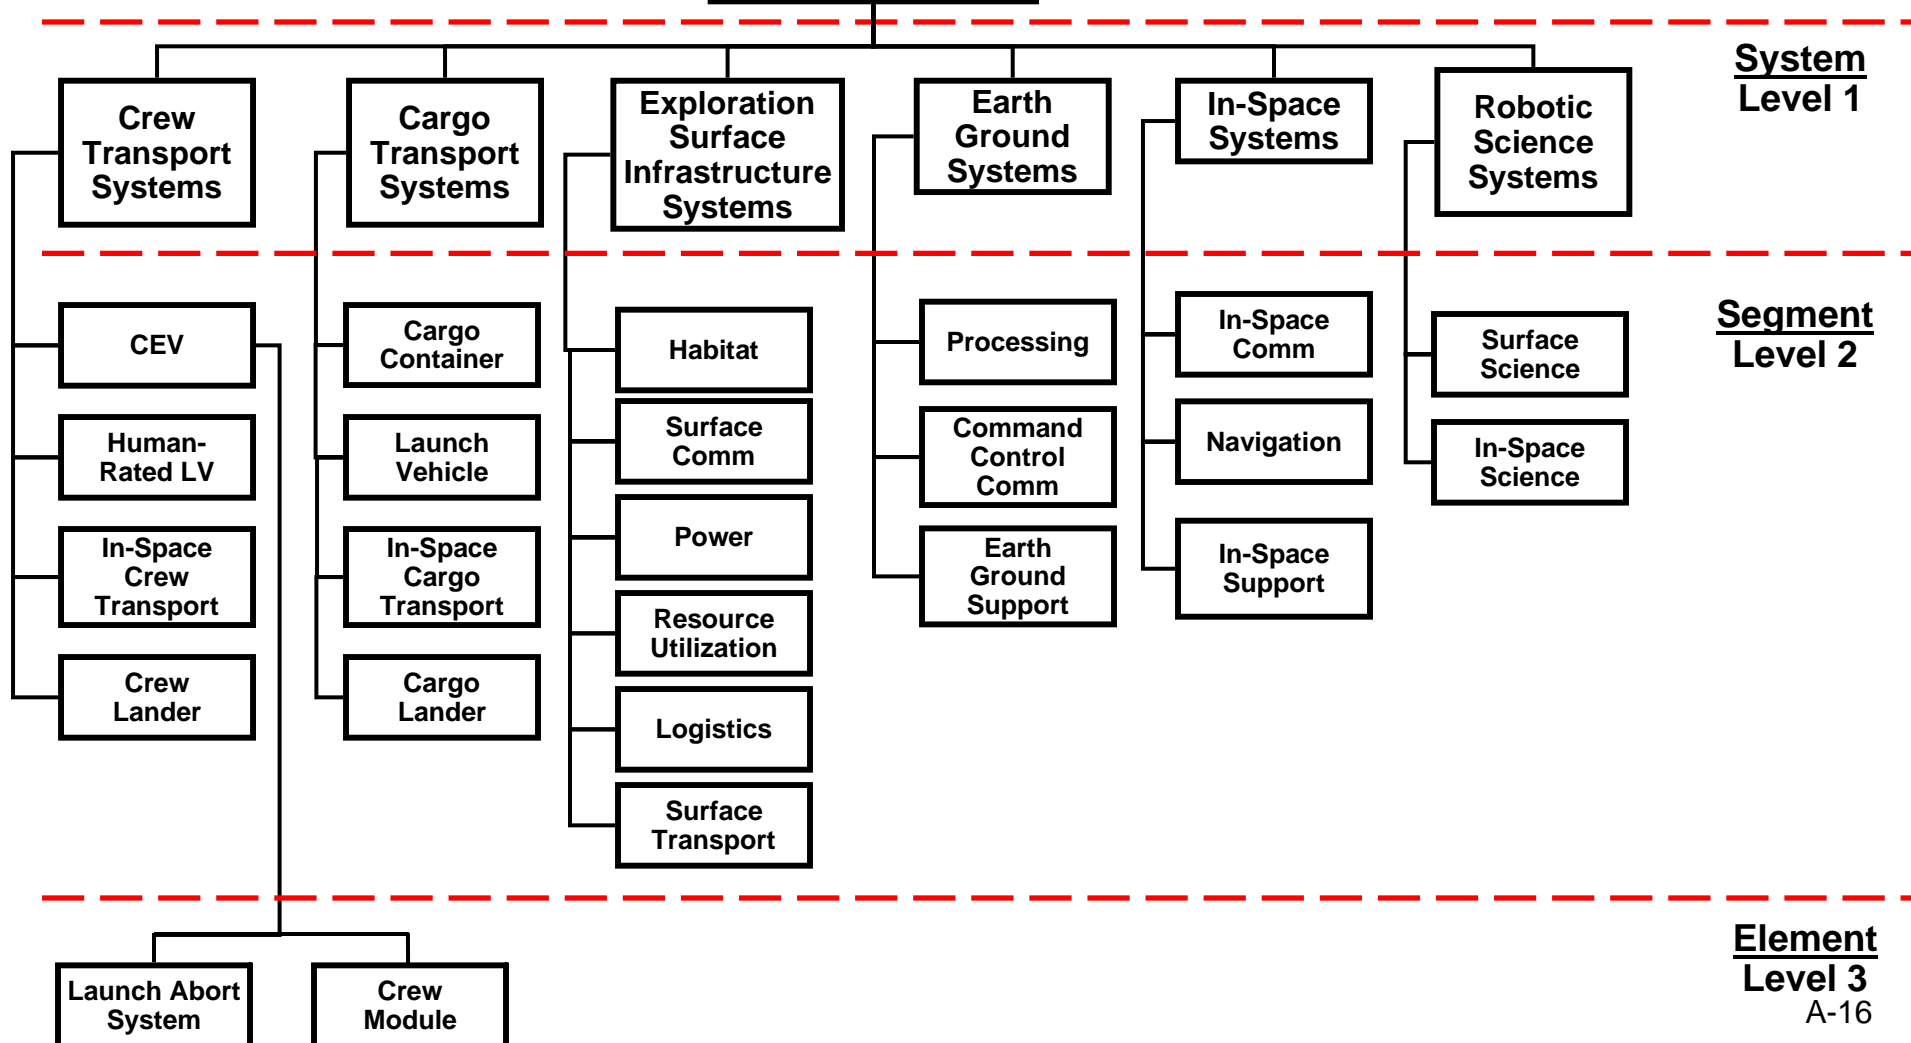 System
Level 1
Crew
Transport
Systems
Cargo
Transport
Systems
Exploration
Surface
Infrastructure
Systems
Earth
Ground
Systems
In-Space
Systems
Robotic
Science
Systems
Segment
Level 2
CEV
Human-
Rated LV
In-Space
Crew
Transport
Crew
Lander
Cargo
Container
Launch
Vehicle
In-Space
Cargo
Transport
Cargo
Lander
Habitat
Surface
Comm
Power
Resource
Utilization
Logistics
Surface
Transport
Processing
Command
Control
Comm
Earth
Ground
Support
In-Space
Comm
Navigation
In-Space
Support
Surface
Science
In-Space
Science
Element
Level 3
Launch Abort
System
Crew
Module
A-16